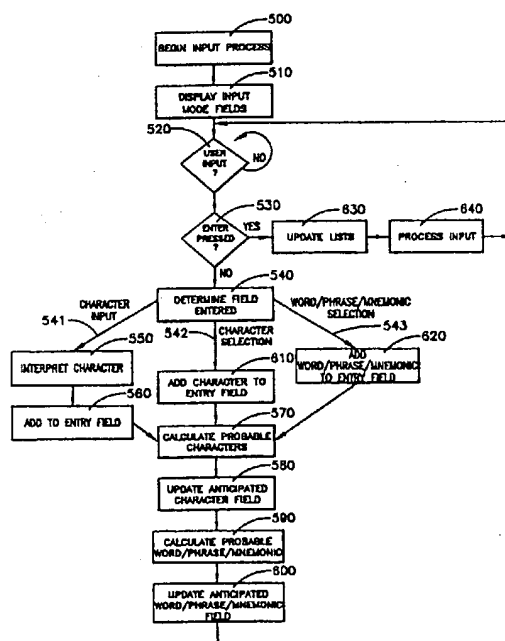 500
BEGIN INPUT PROCESS
510
DISPLAY INPUT
MODE FIELDS
520
USER
INPUT
?
NO
530
ENTER
PRESSED
?
YES
630
UPDATE LISTS
640
PROCESS INPUT
NO
540
DETERMINE FIELD
ENTERED
CHARACTER
INPUT
541
542
CHARACTER
SELECTION
WORD/PHRASE/MNEMONIC
SELECTION
543
550
INTERPRET CHARACTER
610
ADD CHARACTER TO
ENTRY FIELD
620
ADD
WORD/PHRASE/MNEMONIC
TO ENTRY FIELD
560
ADD TO ENTRY FIELD
570
CALCULATE PROBABLE
CHARACTERS
580
UPDATE ANTICIPATED
CHARACTER FIELD
590
CALCULATE PROBABLE
WORD/PHRASE/MNEMONIC
600
UPDATE ANTICIPATED
WORD/PHRASE/MNEMONIC
FIELD